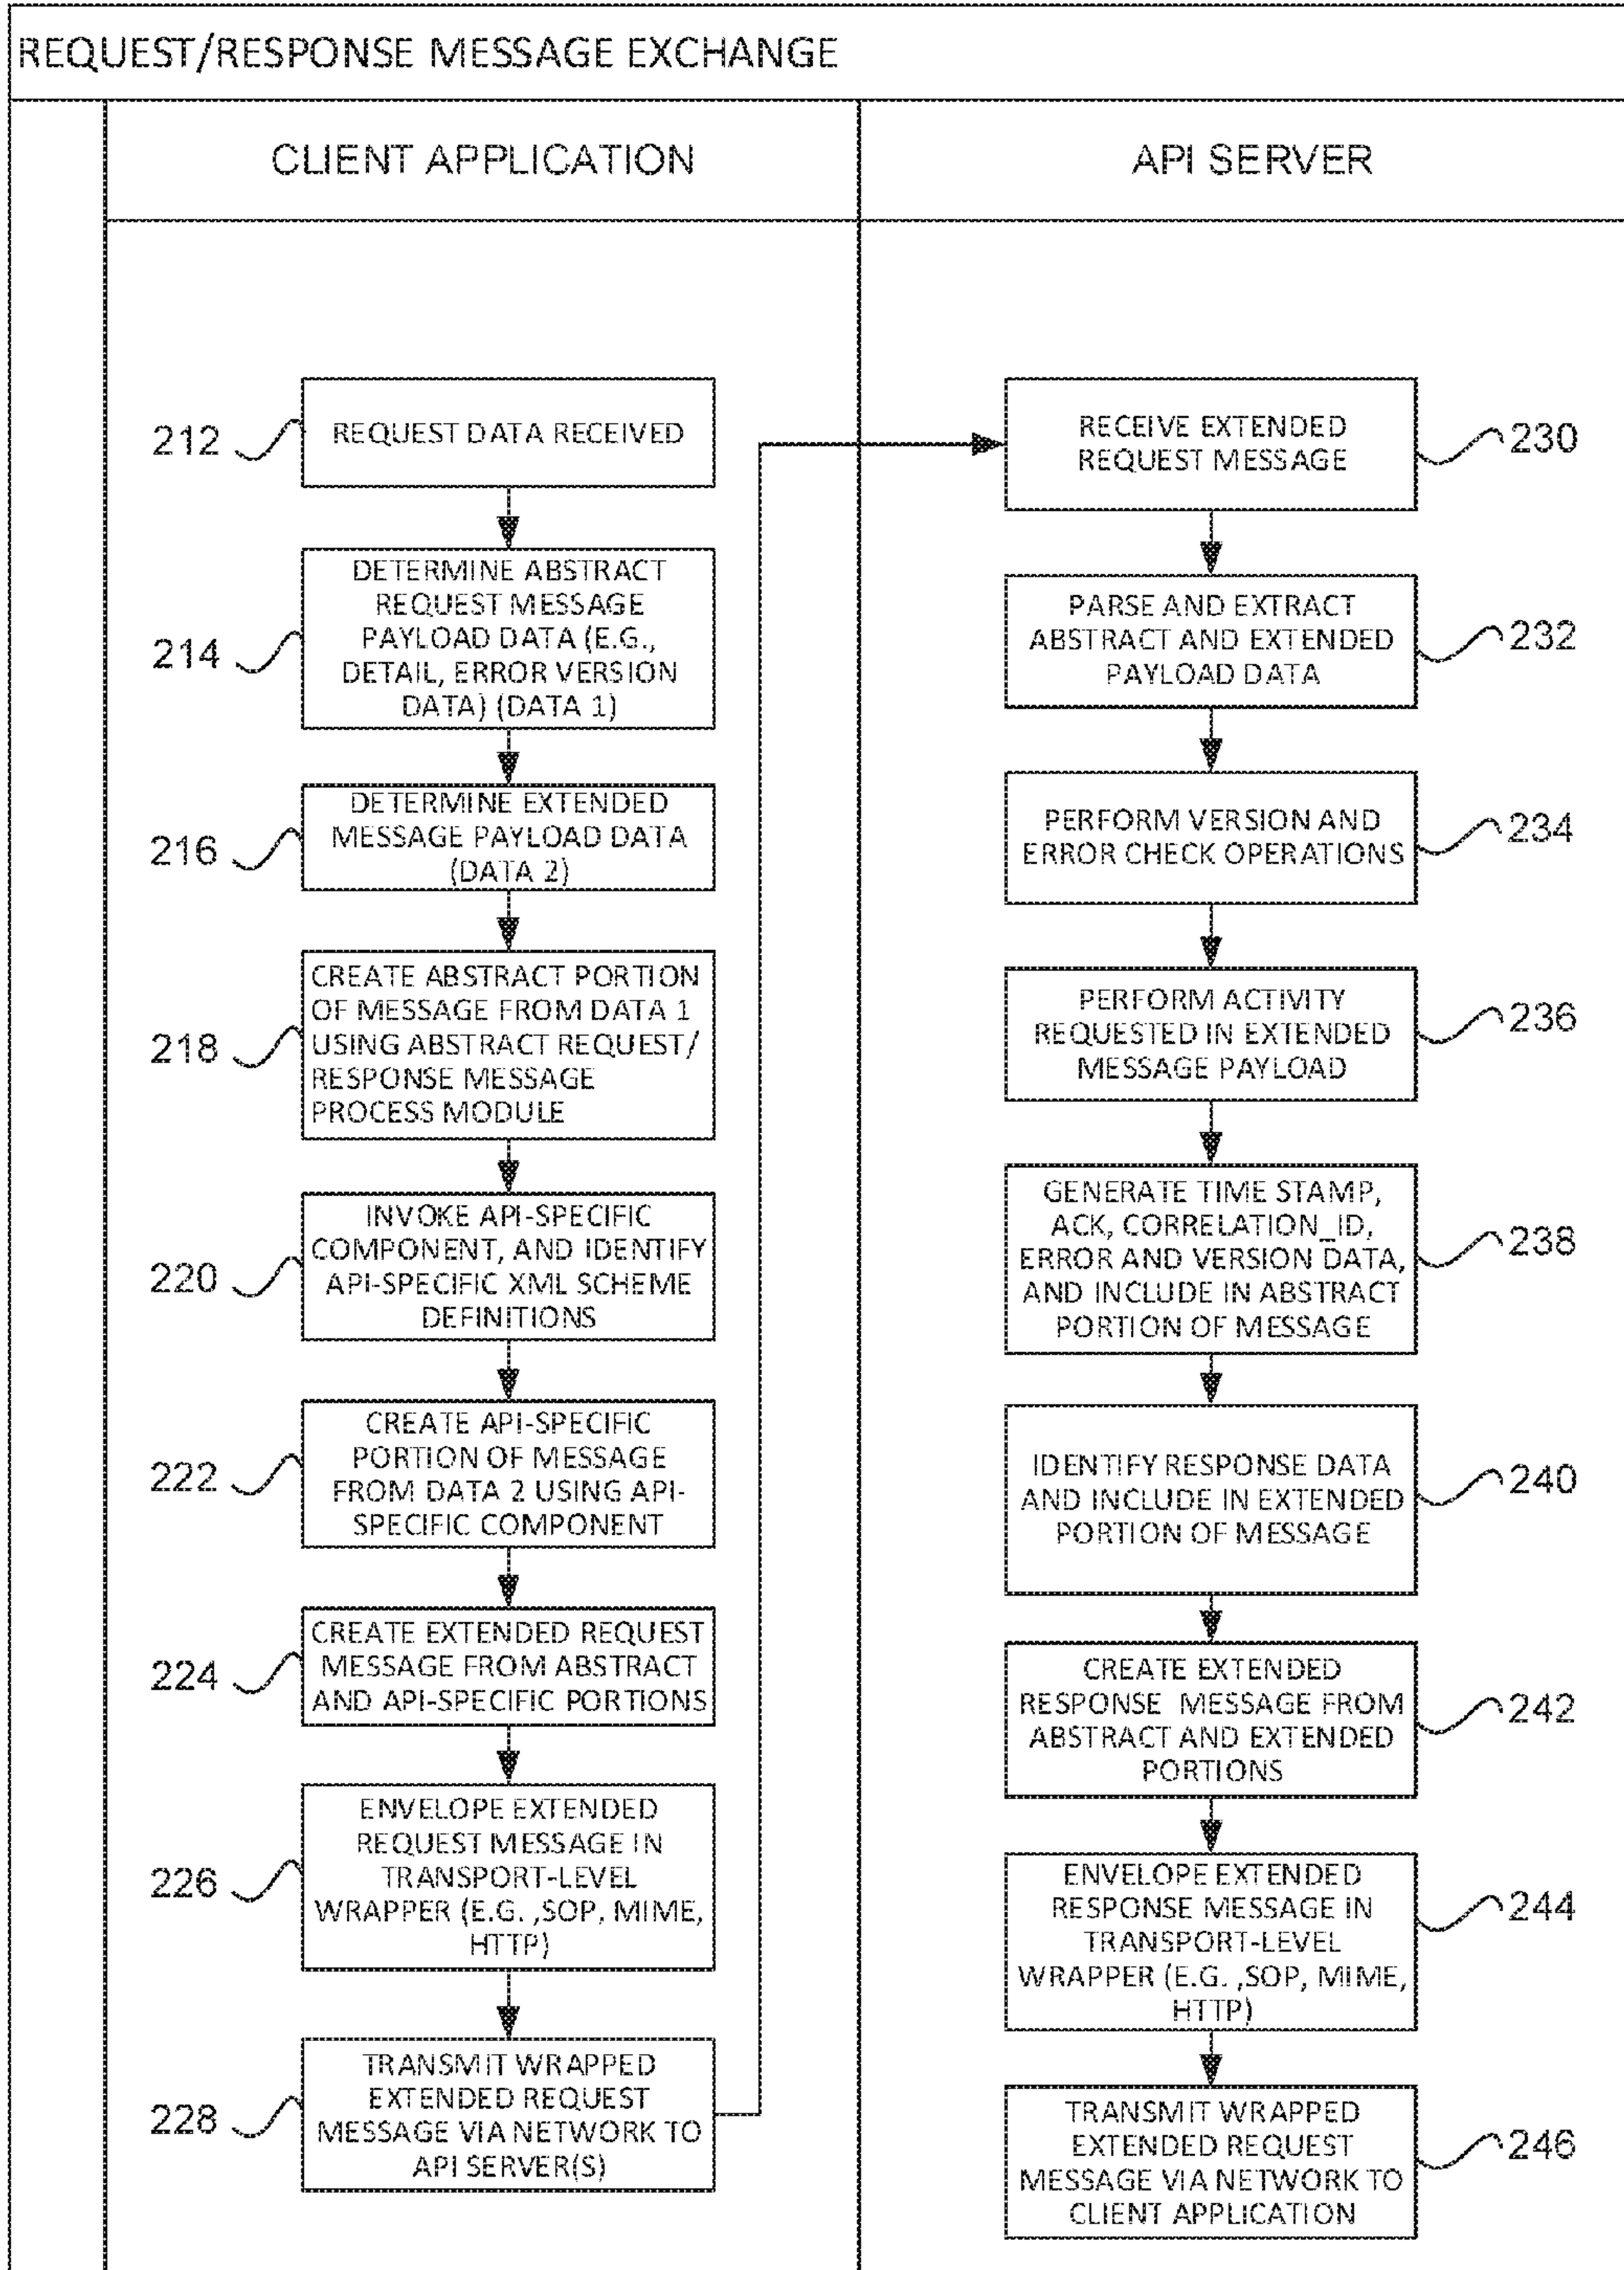 REQUEST/RESPONSE MESSAGE EXCHANGE
CLIENT APPLICATION
212
REQUEST DATA RECEIVED
214
DETERMINE ABSTRACT
REQUEST MESSAGE
PAYLOAD DATA (E.G.,
DETAIL, ERROR VERSION
DATA) (DATA 1)
216
DETERMINE EXTENDED
MESSAGE PAYLOAD DATA
(DATA 2)
218
CREATE ABSTRACT PORTION
OF MESSAGE FROM DATA 1
USING ABSTRACT REQUEST/
RESPONSE MESSAGE
PROCESS MODULE
220
INVOKE API-SPECIFIC
COMPONENT, AND IDENTIFY
API-SPECIFIC XML SCHEME
DEFINITIONS
222
CREATE API-SPECIFIC
PORTION OF MESSAGE
FROM DATA 2 USING API-
SPECIFIC COMPONENT
224
CREATE EXTENDED REQUEST
MESSAGE FROM ABSTRACT
AND API-SPECIFIC PORTIONS
226
ENVELOPE EXTENDED
REQUEST MESSAGE IN
TRANSPORT-LEVEL
WRAPPER (E.G. ,SOP, MIME,
HTTP)
228
TRANSMIT WRAPPED
EXTENDED REQUEST
MESSAGE VIA NETWORK TO
API SERVER(S)
API SERVER
RECEIVE EXTENDED
REQUEST MESSAGE
230
PARSE AND EXTRACT
ABSTRACT AND EXTENDED
PAYLOAD DATA
232
PERFORM VERSION AND
ERROR CHECK OPERATIONS
234
PERFORM ACTIVITY
REQUESTED IN EXTENDED
MESSAGE PAYLOAD
236
GENERATE TIME STAMP,
ACK, CORRELATION_ID,
ERROR AND VERSION DATA,
AND INCLUDE IN ABSTRACT
PORTION OF MESSAGE
238
IDENTIFY RESPONSE DATA
AND INCLUDE IN EXTENDED
PORTION OF MESSAGE
240
CREATE EXTENDED
RESPONSE MESSAGE FROM
ABSTRACT AND EXTENDED
PORTIONS
242
ENVELOPE EXTENDED
RESPONSE MESSAGE IN
TRANSPORT-LEVEL
WRAPPER (E.G. ,SOP, MIME,
HTTP)
244
TRANSMIT WRAPPED
EXTENDED REQUEST
MESSAGE VIA NETWORK TO
CLIENT APPLICATION
246